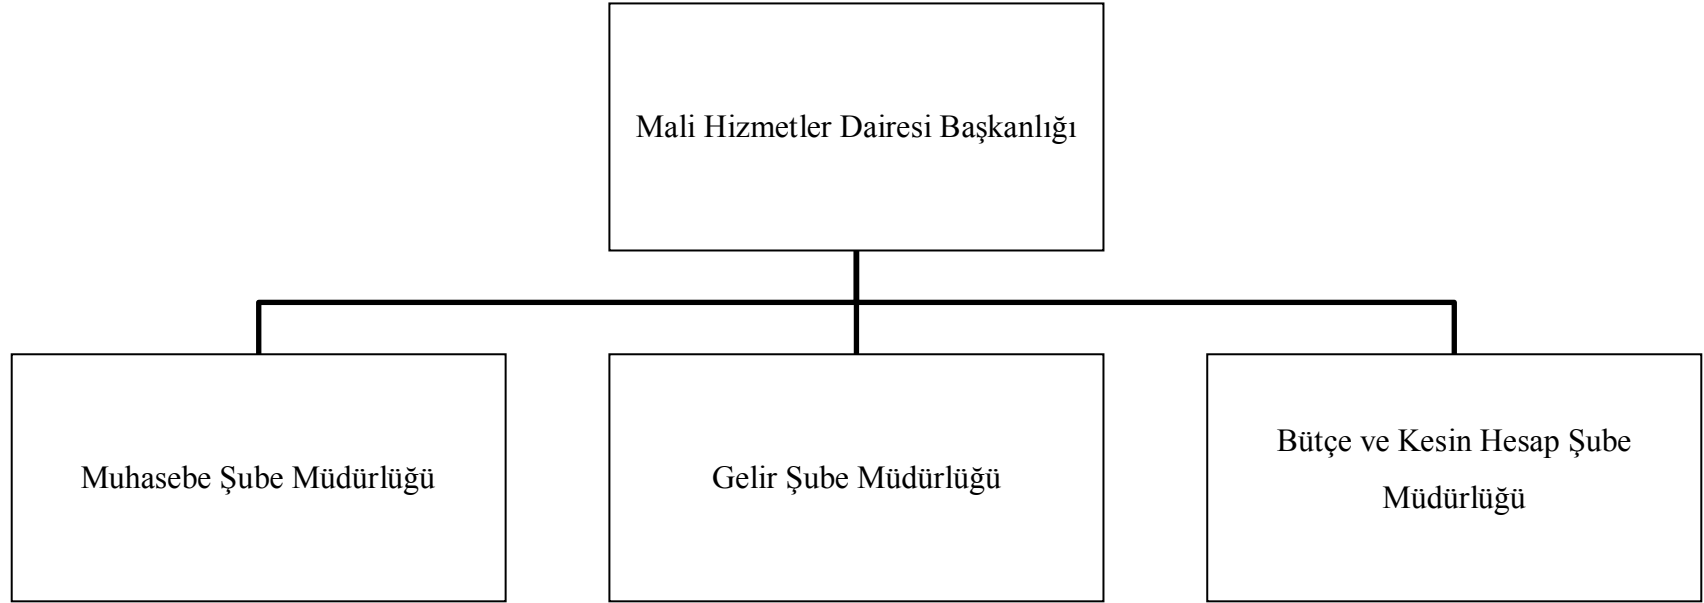 Mali Hizmetler Dairesi Başkanlığı
Muhasebe Şube Müdürlüğü
Gelir Şube Müdürlüğü
Bütçe ve Kesin Hesap Şube
Müdürlüğü